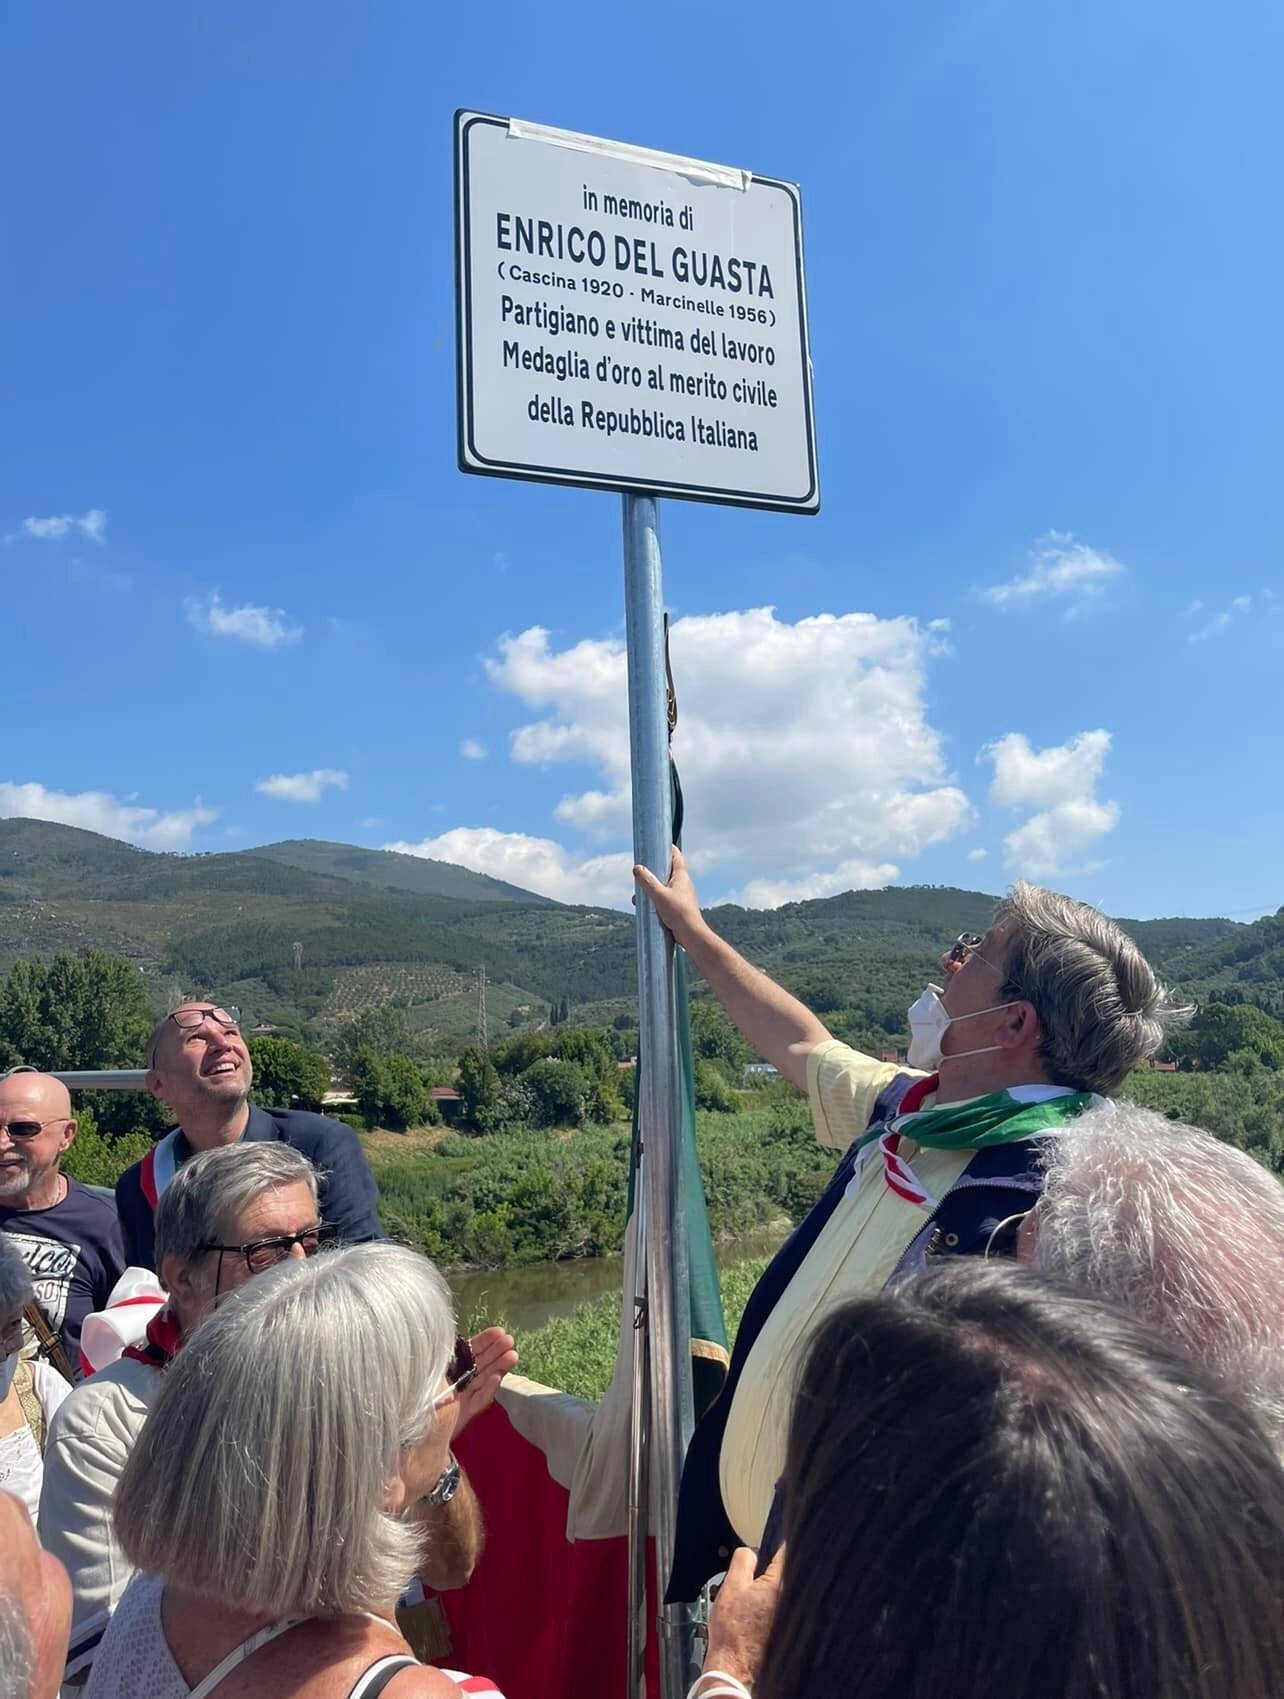 in memoria di
ENRICO DEL GUASTA
(Cascina 1920 - Marcinelle 1956)
Partigiano e vittima del lavoro
Medaglia d'oro al merito civile
della Repubblica Italiana